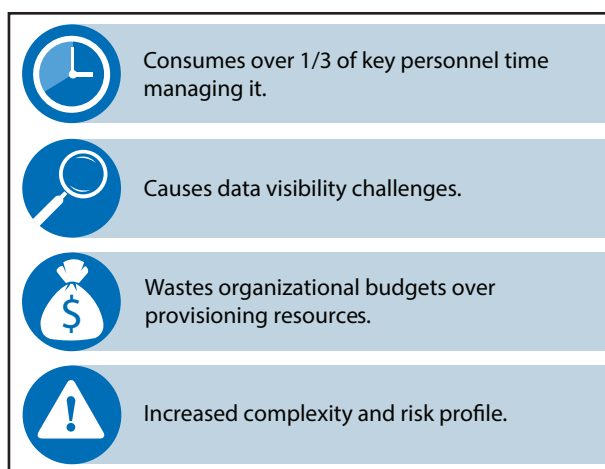 Consumes over 1/3 of key personnel time
managing it.
Causes data visibility challenges.
$
Wastes organizational budgets over
provisioning resources.
!
Increased complexity and risk profile.